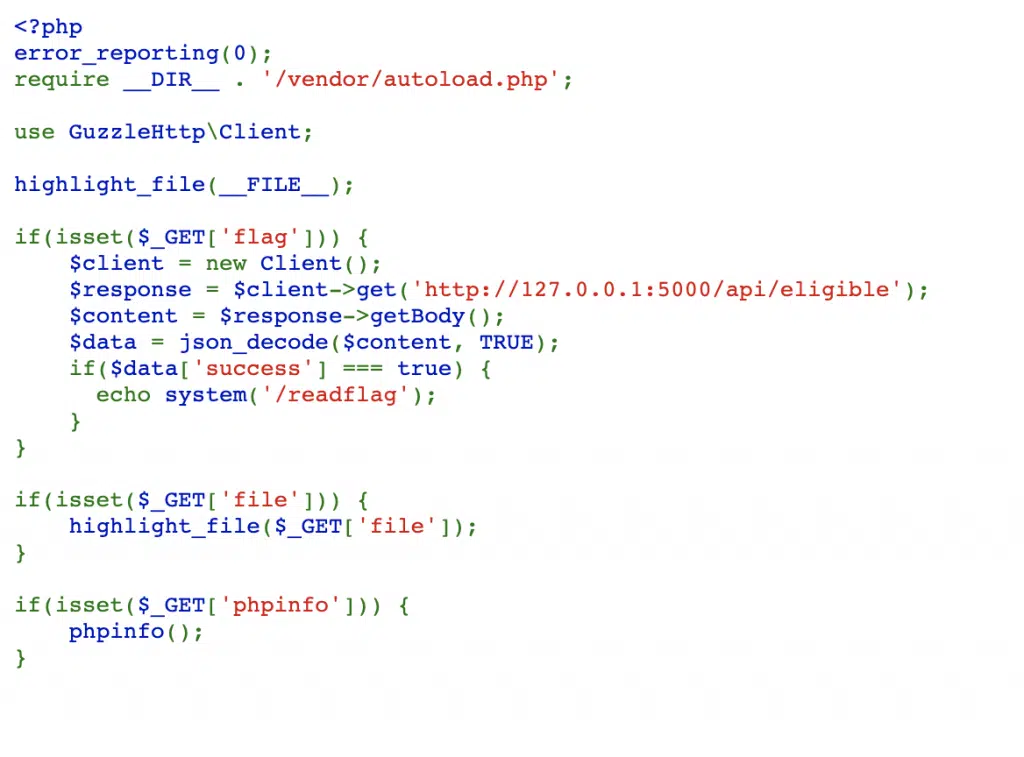 <?php
error_reporting(0);
require __DIR__ . '/vendor/autoload.php';
use GuzzleHttp\Client;
highlight_file(__FILE__);
if(isset($_GET['flag'])) {
    $client = new Client();
    $response = $client->get('http://127.0.0.1:5000/api/eligible');
    $content = $response->getBody();
    $data = json_decode($content, TRUE);
    if($data['success'] === true) {
      echo system('/readflag');
    }
}
if(isset($_GET['file'])) {
    highlight_file($_GET['file']);
}
if(isset($_GET['phpinfo'])) {
    phpinfo();
}